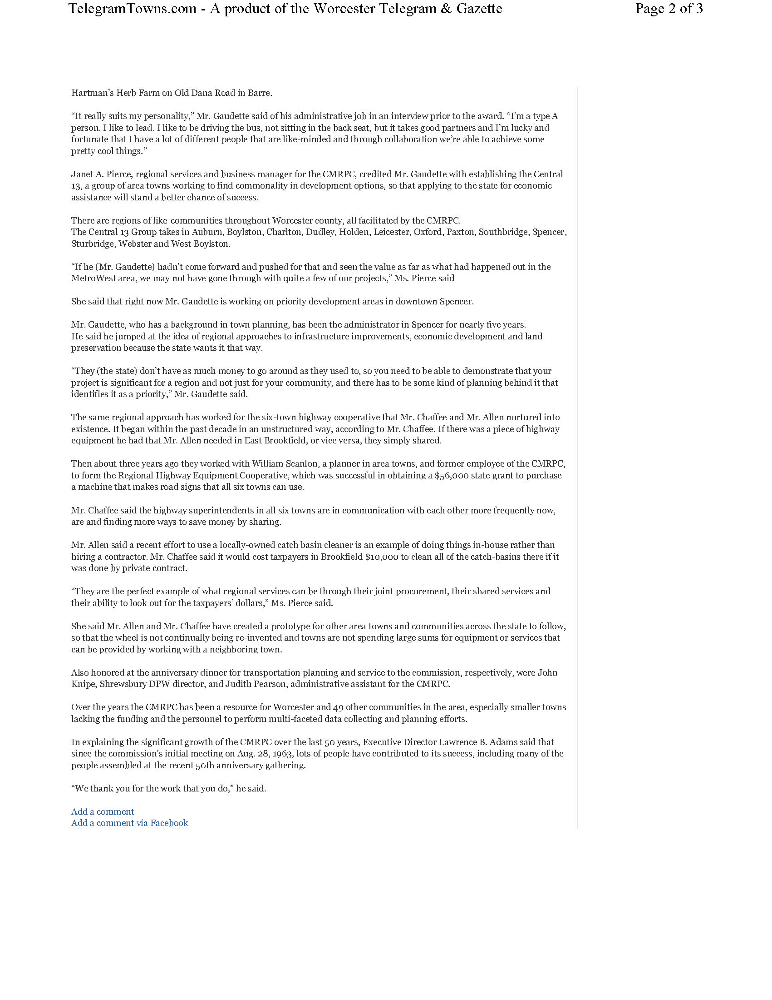 TelegramTowns.com - A product of the Worcester Telegram & Gazette Page 2 of 3
Hartman’s Herb Farm on Old Dana Road in Barre.
“It really suits my personality,” Mr. Gaudette said of his administrative job in an interview prior to the award. “I’m a type A
person. I like to lead. I like to be driving the bus, not sitting in the back seat, but it takes good partners and I’m lucky and
fortunate that I have a lot of different people that are like-minded and through collaboration we’re able to achieve some
pretty cool things.”
Janet A. Pierce, regional services and business manager for the CMRPC, credited Mr. Gaudette with establishing the Central
13, a group of area towns working to find commonality in development options, so that applying to the state for economic
assistance will stand a better chance of success.
There are regions of like-communities throughout Worcester county, all facilitated by the CMRPC.
The Central 13 Group takes in Auburn, Boylston, Charlton, Dudley, Holden, Leicester, Oxford, Paxton, Southbridge, Spencer,
Sturbridge, Webster and West Boylston.
“If he (Mr. Gaudette) hadn’t come forward and pushed for that and seen the value as far as what had happened out in the
MetroWest area, we may not have gone through with quite a few of our projects,” Ms. Pierce said
She said that right now Mr. Gaudette is working on priority development areas in downtown Spencer.
Mr. Gaudette, who has a background in town planning, has been the administrator in Spencer for nearly five years.
He said he jumped at the idea of regional approaches to infrastructure improvements, economic development and land
preservation because the state wants it that way.
“They (the state) don’t have as much money to go around as they used to, so you need to be able to demonstrate that your
project is significant for a region and not just for your community, and there has to be some kind of planning behind it that
identifies it as a priority,” Mr. Gaudette said.
The same regional approach has worked for the six-town highway cooperative that Mr. Chaffee and Mr. Allen nurtured into
existence. It began within the past decade in an unstructured way, according to Mr. Chaffee. If there was a piece of highway
equipment he had that Mr. Allen needed in East Brookfield, or vice versa, they simply shared.
Then about three years ago they worked with William Scanlon, a planner in area towns, and former employee of the CMRPC,
to form the Regional Highway Equipment Cooperative, which was successful in obtaining a $56,000 state grant to purchase
a machine that makes road signs that all six towns can use.
Mr. Chaffee said the highway superintendents in all six towns are in communication with each other more frequently now,
are and finding more ways to save money by sharing.
Mr. Allen said a recent effort to use a locally-owned catch basin cleaner is an example of doing things in-house rather than
hiring a contractor. Mr. Chaffee said it would cost taxpayers in Brookfield $10,000 to clean all of the catch-basins there if it
was done by private contract.
“They are the perfect example of what regional services can be through their joint procurement, their shared services and
their ability to look out for the taxpayers’ dollars,” Ms. Pierce said.
She said Mr. Allen and Mr. Chaffee have created a prototype for other area towns and communities across the state to follow,
so that the wheel is not continually being re-invented and towns are not spending large sums for equipment or services that
can be provided by working with a neighboring town.
Also honored at the anniversary dinner for transportation planning and service to the commission, respectively, were John
Knipe, Shrewsbury DPW director, and Judith Pearson, administrative assistant for the CMRPC.
Over the years the CMRPC has been a resource for Worcester and 49 other communities in the area, especially smaller towns
lacking the funding and the personnel to perform multi-faceted data collecting and planning efforts.
In explaining the significant growth of the CMRPC over the last 50 years, Executive Director Lawrence B. Adams said that
since the commission’s initial meeting on Aug. 28, 1963, lots of people have contributed to its success, including many of the
people assembled at the recent 50th anniversary gathering.
“We thank you for the work that you do,” he said.
Add a comment
Add a comment via Facebook